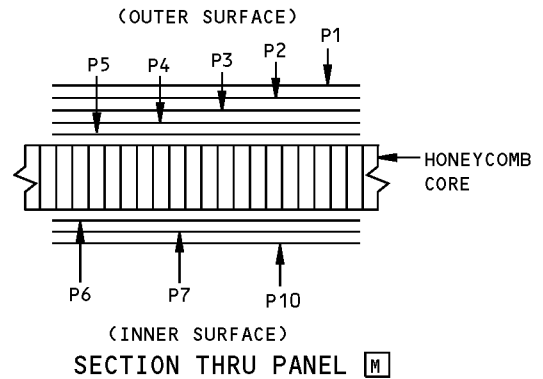 (OUTER SURFACE)
P1
P2
P3
P4
P5
HONEYCOMB
CORE
P6
P7
P10
(INNER SURFACE)
SECTION THRU PANEL M